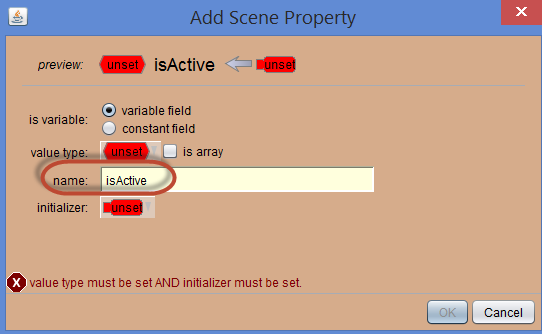 Add Scene Property
preview: unset isActive unset
is variable: variable field
constant field
value type: unset is array
name: isActive
initializer: unset
value type must be set AND initializer must be set.
OK Cancel